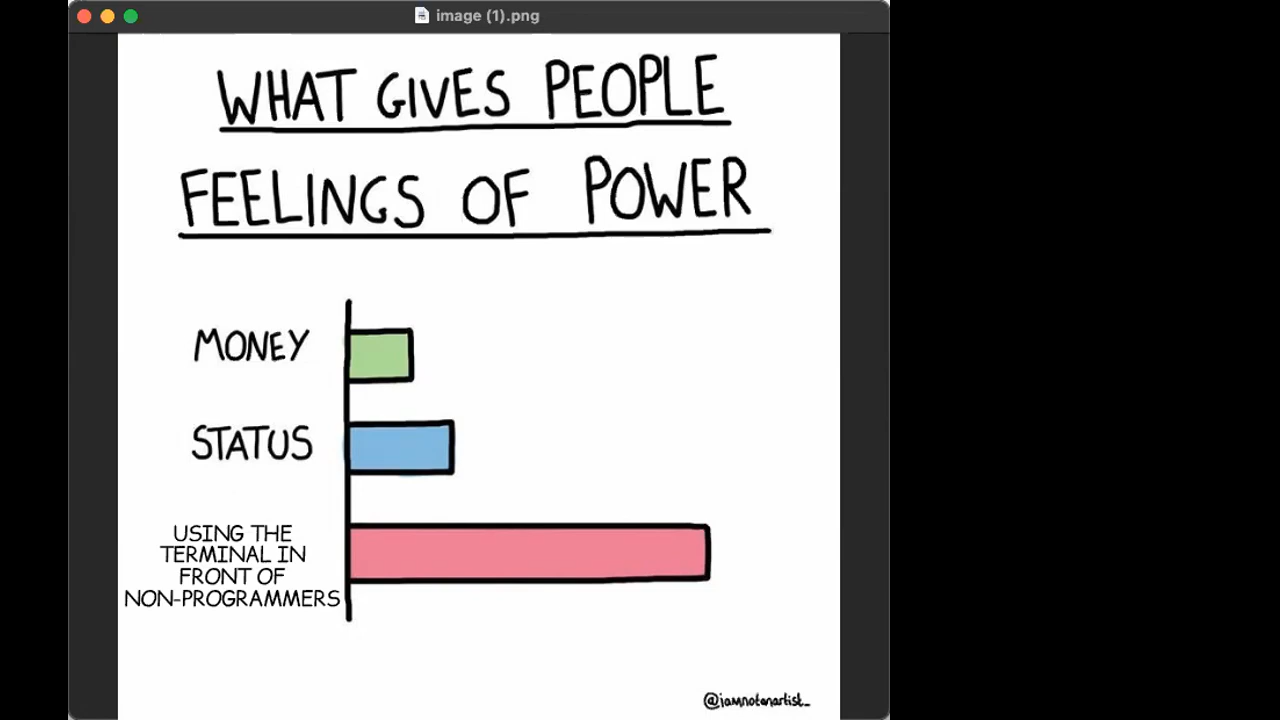 image (1).png
WHAT GIVES PEOPLE
FEELINGS OF POWER
MONEY
STATUS
USING THE
TERMINAL IN
FRONT OF
NON-PROGRAMMERS
@iamnotanartist_